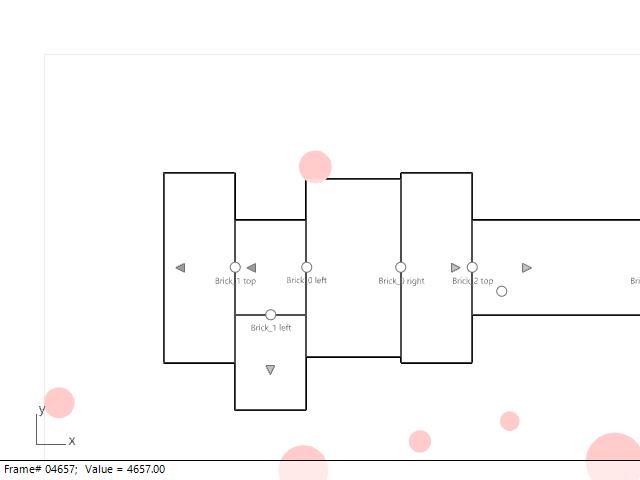 Brick_1 top
Brick_0 left
Brick_0 right
Brick_2 top
Bri
Brick_1 left
y
x
Frame# 04657; Value = 4657.00